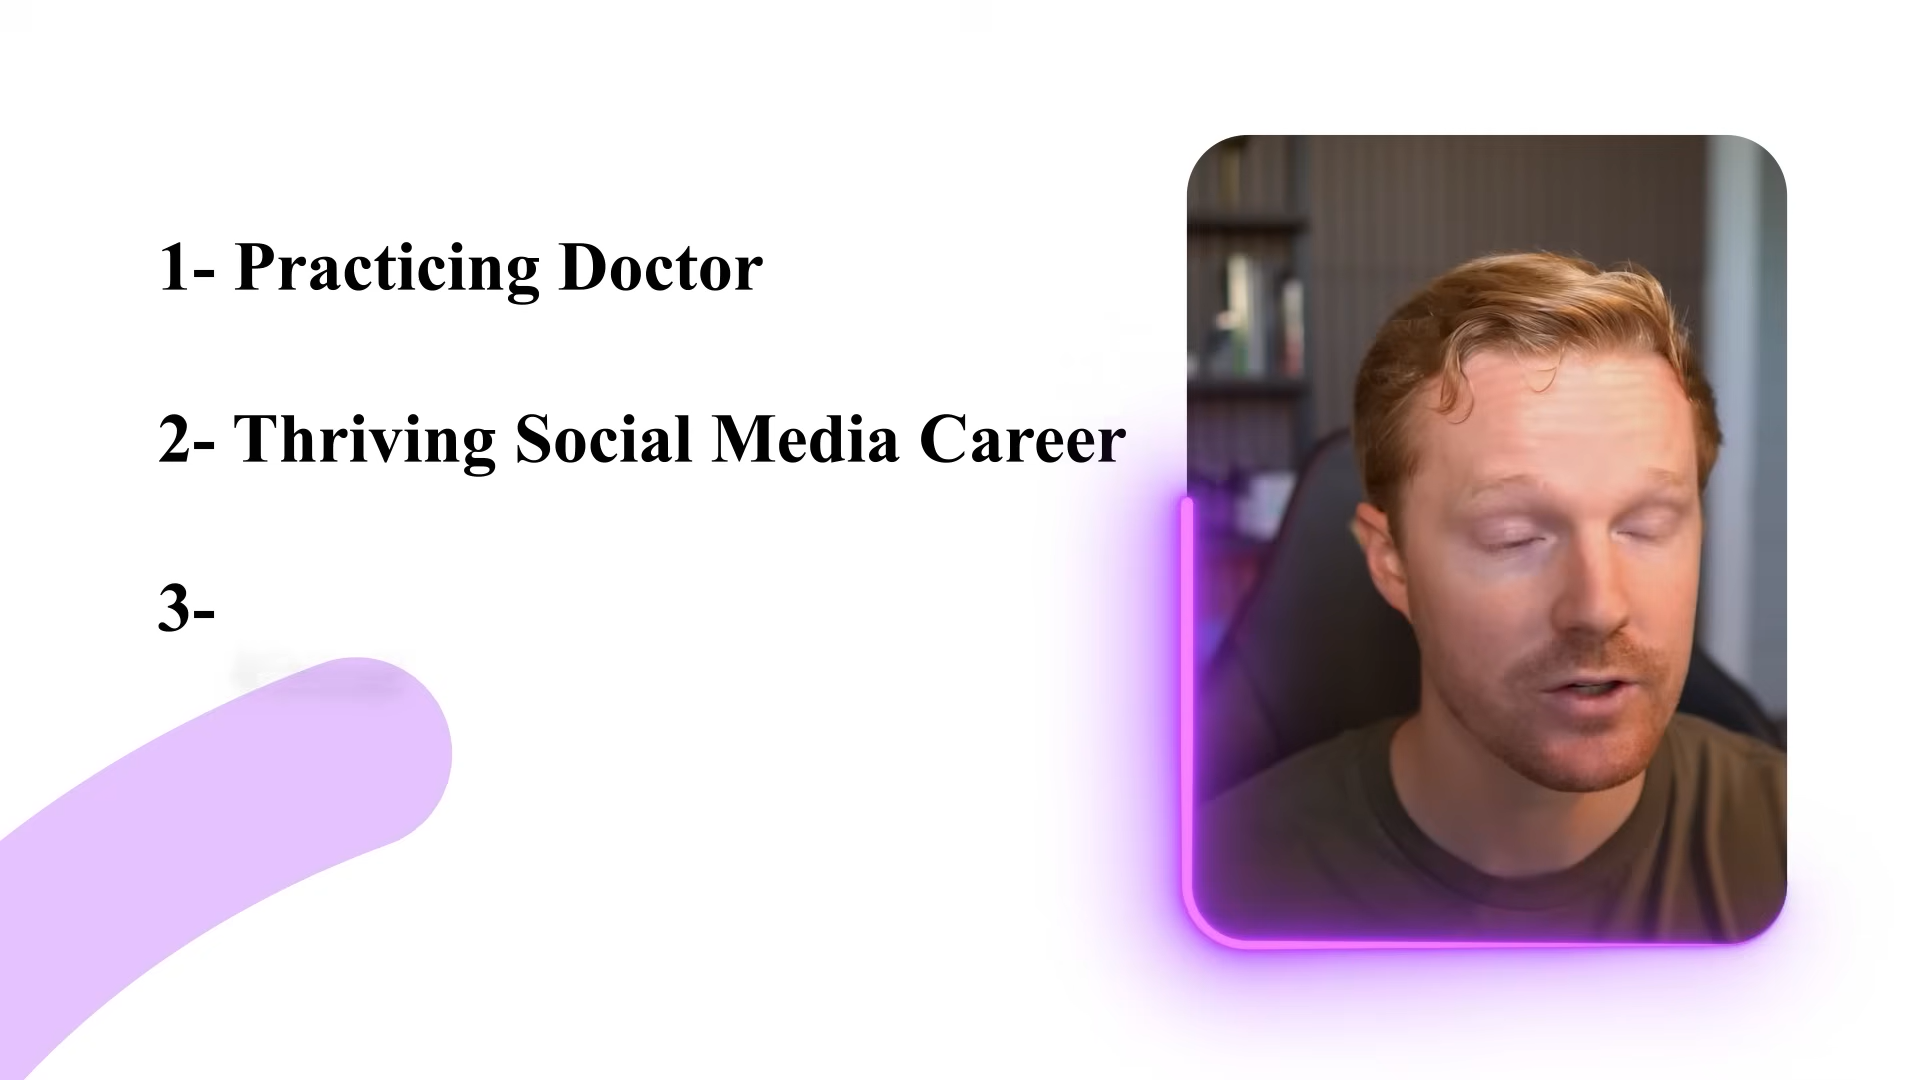 1- Practicing Doctor
2- Thriving Social Media Career
3-